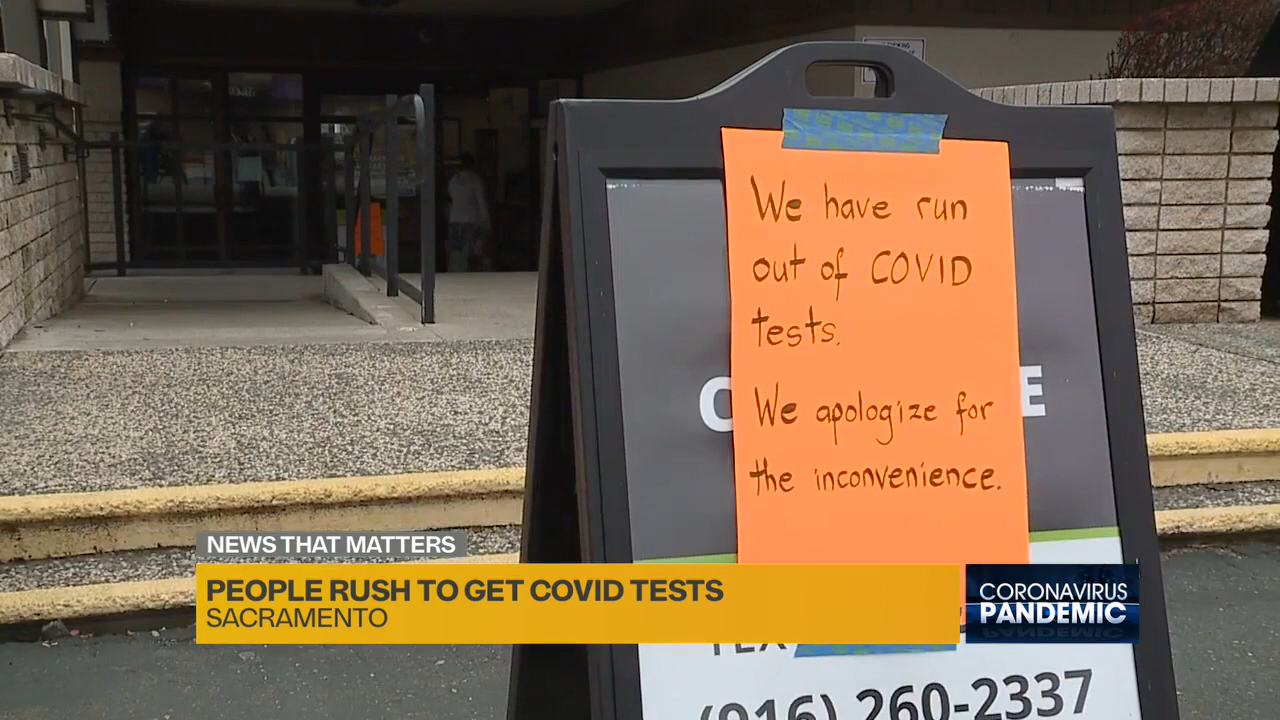 We have run
out of COVID
tests.
We apologize for
the inconvenience.
NEWS THAT MATTERS
PEOPLE RUSH TO GET COVID TESTS
SACRAMENTO
CORONAVIRUS
PANDEMIC
(916) 260-2337